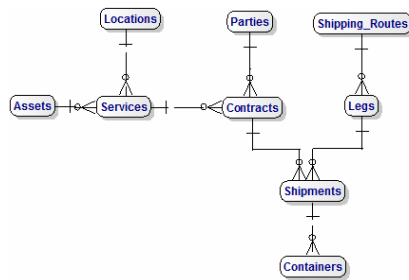 Locations
Parties
Shipping_Routes
Assets
Services
Contracts
Legs
Shipments
Containers